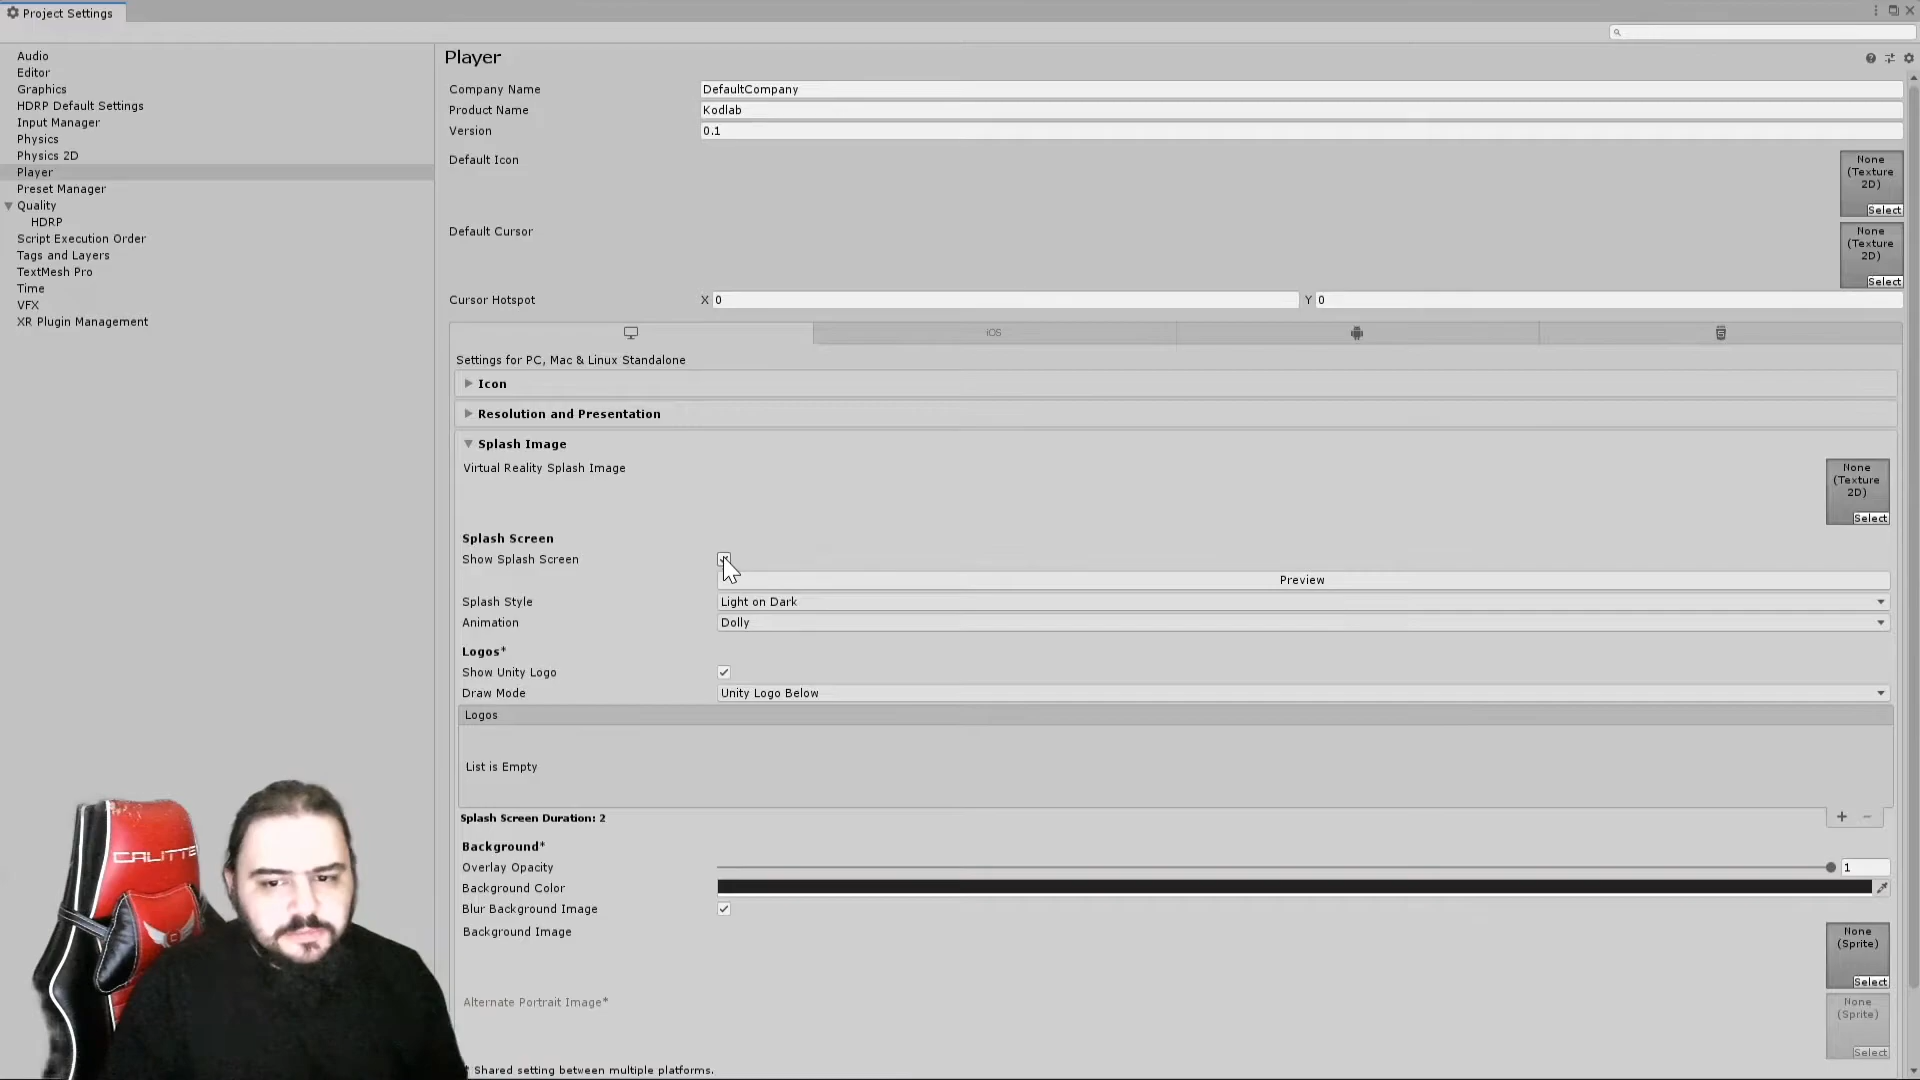 Project Settings
Audio
Editor
Graphics
HDRP Default Settings
Input Manager
Physics
Physics 2D
Player
Preset Manager
Quality
HDRP
Script Execution Order
Tags and Layers
TextMesh Pro
Time
VFX
XR Plugin Management
Player
Company Name DefaultCompany
Product Name Kodlab
Version 0.1
Default Icon
None
(Texture
2D)
Select
Default Cursor
None
(Texture
2D)
Select
Cursor Hotspot X 0 Y 0
iOS
Settings for PC, Mac & Linux Standalone
Icon
Resolution and Presentation
Splash Image
Virtual Reality Splash Image
None
(Texture
2D)
Select
Splash Screen
Show Splash Screen
Preview
Splash Style Light on Dark
Animation Dolly
Logos*
Show Unity Logo
Draw Mode Unity Logo Below
Logos
List is Empty
Splash Screen Duration: 2
Background*
Overlay Opacity 1
Background Color
Blur Background Image
Background Image
None
(Sprite)
Select
Alternate Portrait Image*
None
(Sprite)
Select
* Shared setting between multiple platforms.